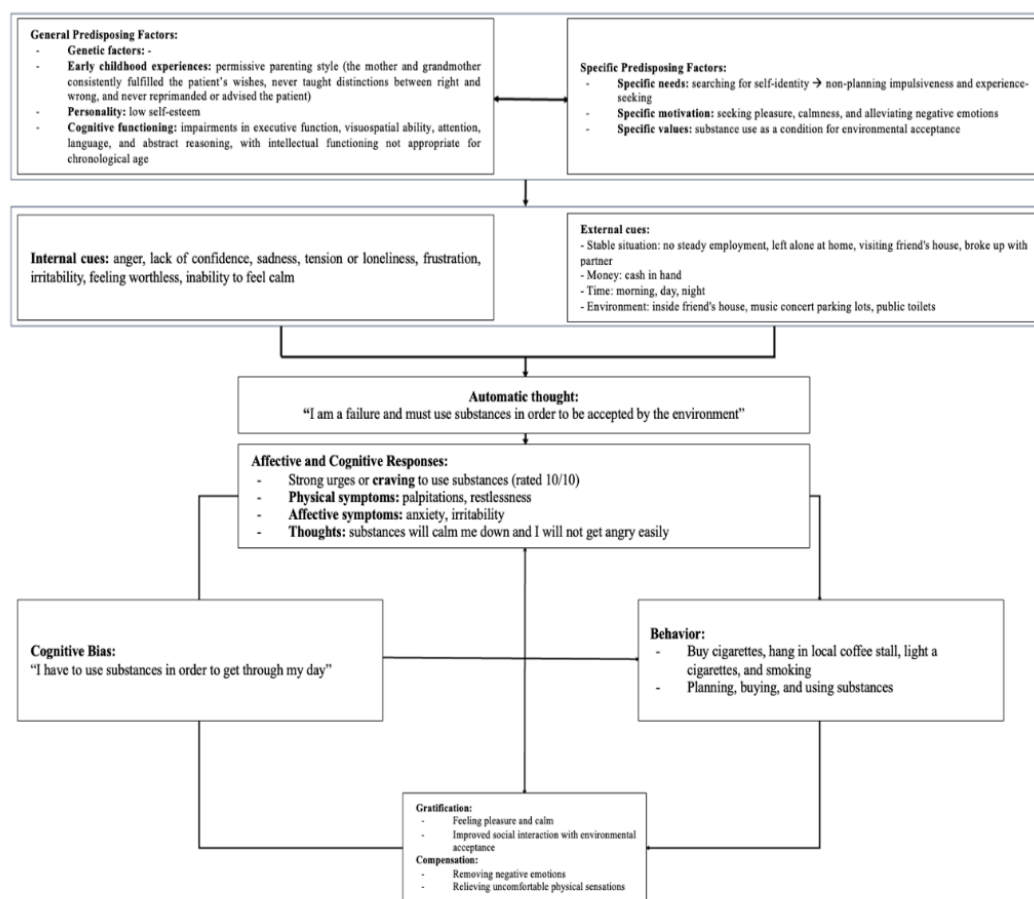 General Predisposing Factors:
- Genetic factors: -
- Early childhood experiences: permissive parenting style (the mother and grandmother
consistently fulfilled the patient's wishes, never taught distinctions between right and
wrong, and never reprimanded or advised the patient)
- Personality: low self-esteem
- Cognitive functioning: impairments in executive function, visuospatial ability, attention,
language, and abstract reasoning, with intellectual functioning not appropriate for
chronological age
Specific Predisposing Factors:
- Specific needs: searching for self-identity → non-planning impulsiveness and experience-
seeking
- Specific motivation: seeking pleasure, calmness, and alleviating negative emotions
- Specific values: substance use as a condition for environmental acceptance
Internal cues: anger, lack of confidence, sadness, tension or loneliness, frustration,
irritability, feeling worthless, inability to feel calm
External cues:
- Stable situation: no steady employment, left alone at home, visiting friend's house, broke up with
partner
- Money: cash in hand
- Time: morning, day, night
- Environment: inside friend's house, music concert parking lots, public toilets
Automatic thought:
“I am a failure and must use substances in order to be accepted by the environment”
Affective and Cognitive Responses:
- Strong urges or craving to use substances (rated 10/10)
- Physical symptoms: palpitations, restlessness
- Affective symptoms: anxiety, irritability
- Thoughts: substances will calm me down and I will not get angry easily
Cognitive Bias:
“I have to use substances in order to get through my day”
Behavior:
- Buy cigarettes, hang in local coffee stall, light a
cigarettes, and smoking
- Planning, buying, and using substances
Gratification:
- Feeling pleasure and calm
- Improved social interaction with environmental
acceptance
Compensation:
- Removing negative emotions
- Relieving uncomfortable physical sensations